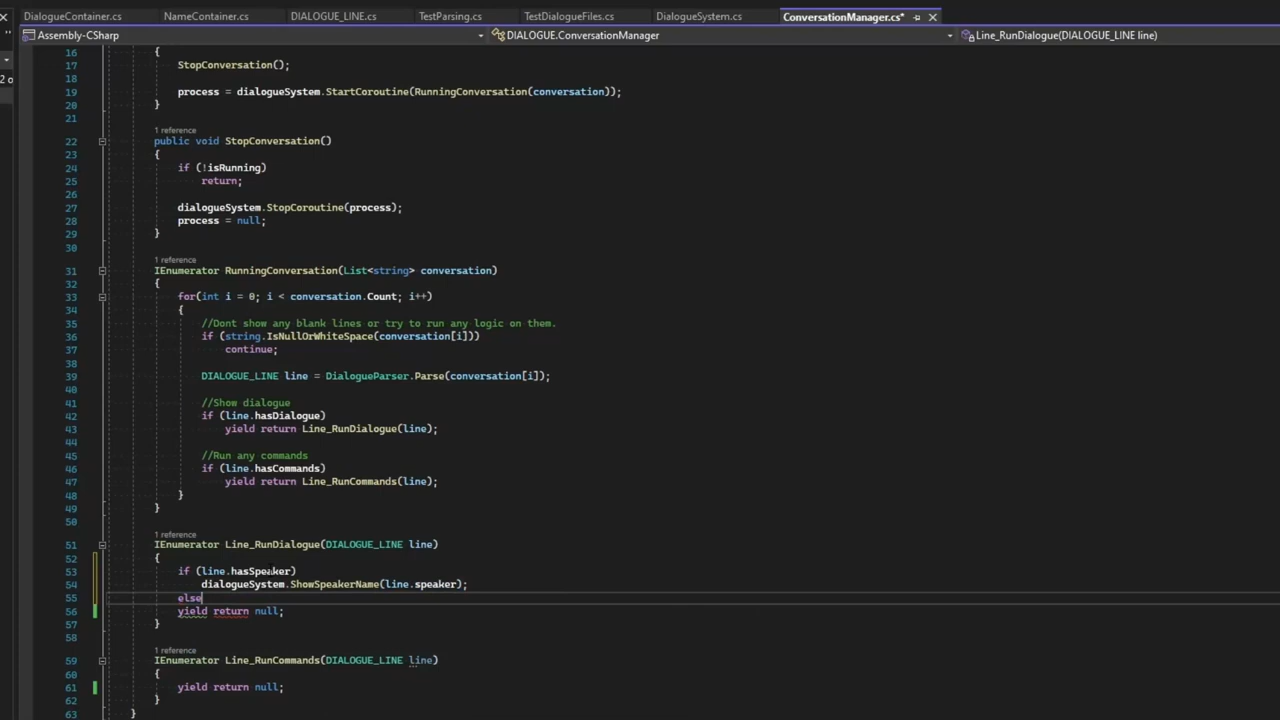 DialogueContainer.cs NameContainer.cs DIALOGUE_LINE.cs TestParsing.cs TestDialogueFiles.cs DialogueSystem.cs ConversationManager.cs*
Assembly-CSharp DIALOGUE.ConversationManager Line_RunDialogue(DIALOGUE_LINE line)
2 o
16 {
17 StopConversation();
18
19 process = dialogueSystem.StartCoroutine(RunningConversation(conversation));
20 }
21
1 reference
22 public void StopConversation()
23 {
24 if (!isRunning)
25 return;
26
27 dialogueSystem.StopCoroutine(process);
28 process = null;
29 }
30
1 reference
31 IEnumerator RunningConversation(List<string> conversation)
32 {
33 for(int i = 0; i < conversation.Count; i++)
34 {
35 //Dont show any blank lines or try to run any logic on them.
36 if (string.IsNullOrWhiteSpace(conversation[i]))
37 continue;
38
39 DIALOGUE_LINE line = DialogueParser.Parse(conversation[i]);
40
41 //Show dialogue
42 if (line.hasDialogue)
43 yield return Line_RunDialogue(line);
44
45 //Run any commands
46 if (line.hasCommands)
47 yield return Line_RunCommands(line);
48 }
49 }
50
1 reference
51 IEnumerator Line_RunDialogue(DIALOGUE_LINE line)
52 {
53 if (line.hasSpeaker)
54 dialogueSystem.ShowSpeakerName(line.speaker);
55 else
56 yield return null;
57 }
58
1 reference
59 IEnumerator Line_RunCommands(DIALOGUE_LINE line)
60 {
61 yield return null;
62 }
63 }